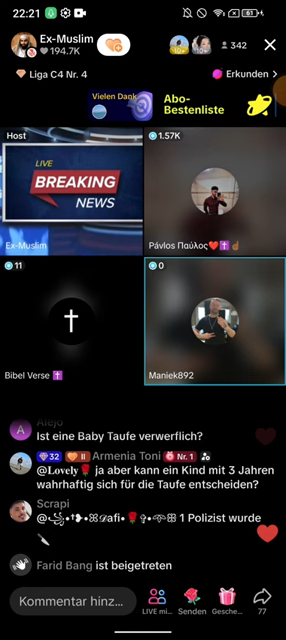 22:21
61
Ex-Muslim
194.7K
342
Liga C4 Nr. 4
Erkunden >
Vielen Dank
Abo-
Bestenliste
Host
1.57K
LIVE
BREAKING
NEWS
Ex-Muslim
Pávlos Παύλος❤️✝️☝🏽
11
0
Bibel Verse ✝️
Maniek892
A
Alejo
Ist eine Baby Taufe verwerflich?
32 II Armenia Toni Nr. 1
@𝐋𝐨𝐯𝐞𝐥𝐲🌹 ja aber kann ein Kind mit 3 Jahren
wahrhaftig sich für die Taufe entscheiden?
Scrapi
1 Polizist wurde
🔪
Farid Bang ist beigetreten
Kommentar hinz...
LIVE mi...
Senden
Gesche...
77